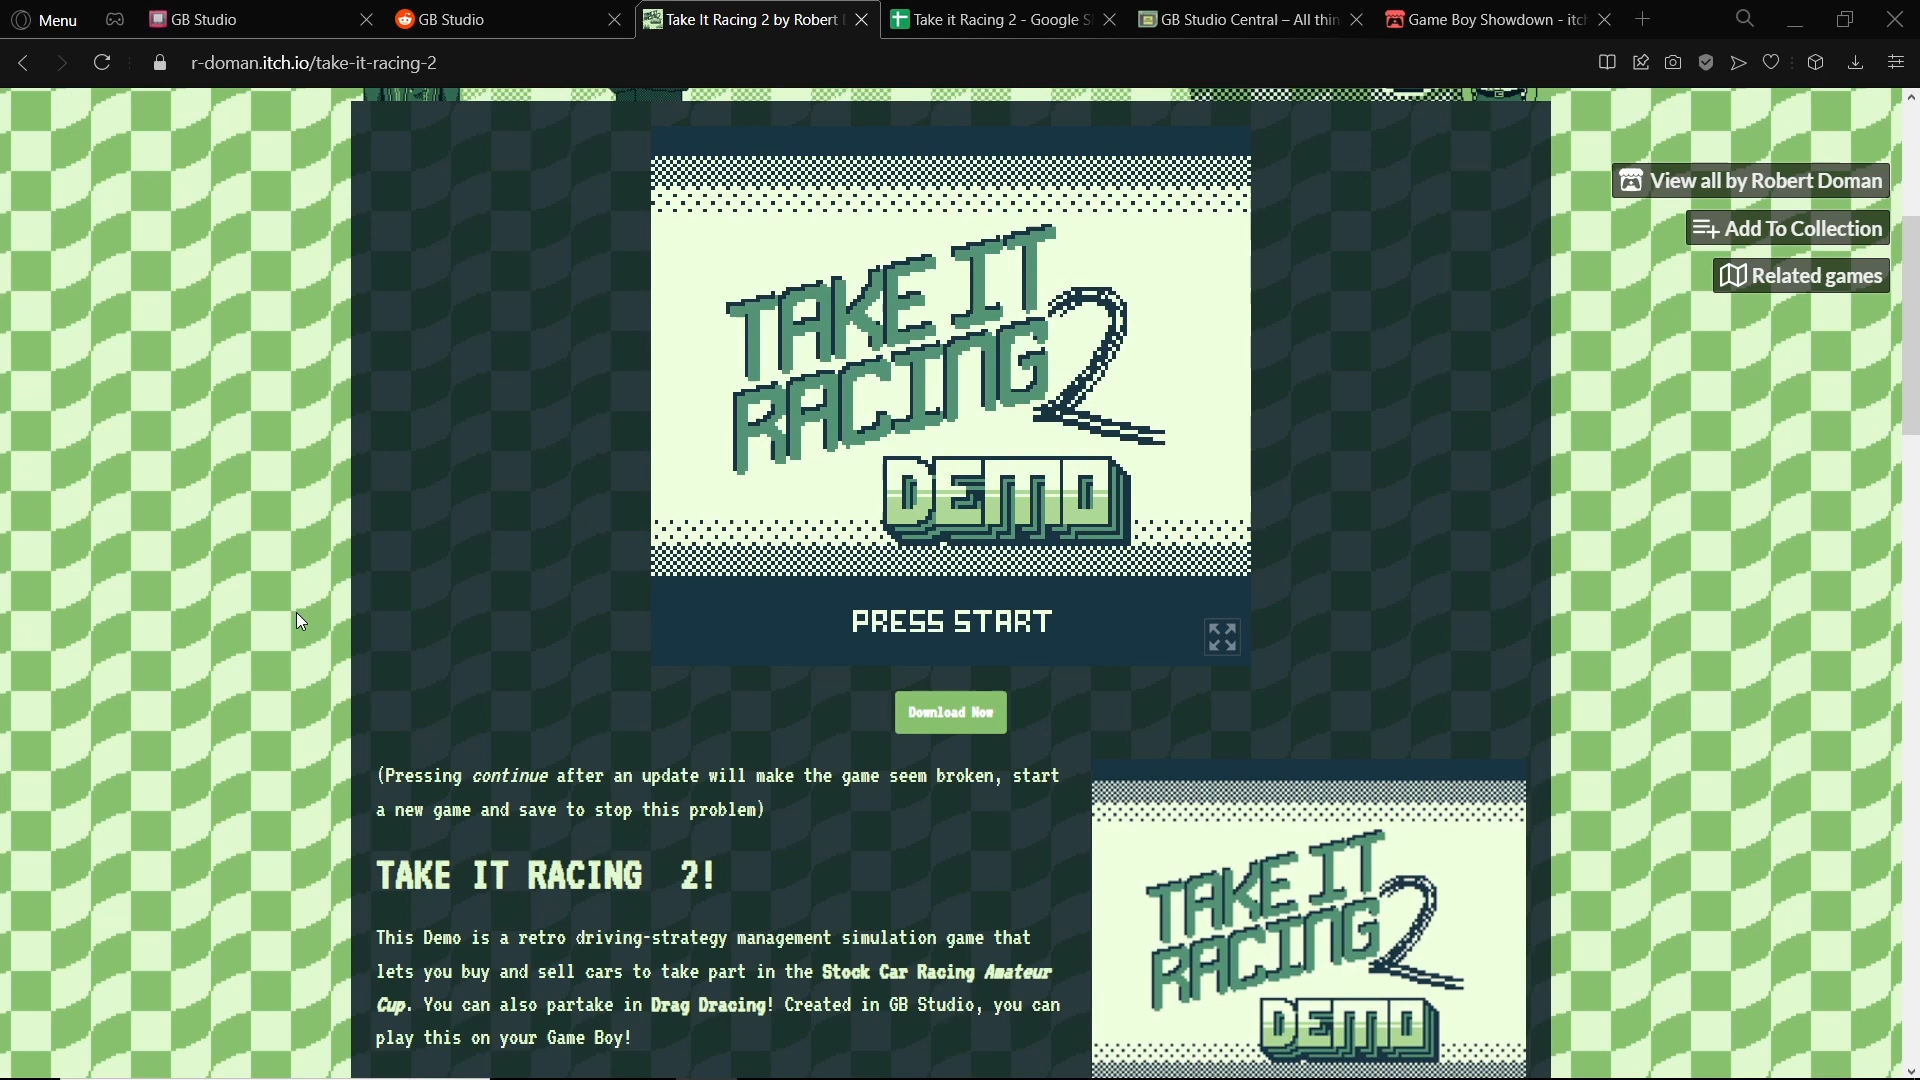 Menu
GB Studio
GB Studio
Take It Racing 2 by Robert
Take it Racing 2 - Google S
GB Studio Central – All thin
Game Boy Showdown - itc
r-doman.itch.io/take-it-racing-2
View all by Robert Doman
Add To Collection
Related games
TAKE IT
RACING 2
DEMO
PRESS START
Download Now
(Pressing continue after an update will make the game seem broken, start
a new game and save to stop this problem)
TAKE IT RACING 2!
This Demo is a retro driving-strategy management simulation game that
lets you buy and sell cars to take part in the Stock Car Racing Amateur
Cup. You can also partake in Drag Dracing! Created in GB Studio, you can
play this on your Game Boy!
TAKE IT
RACING 2
DEMO